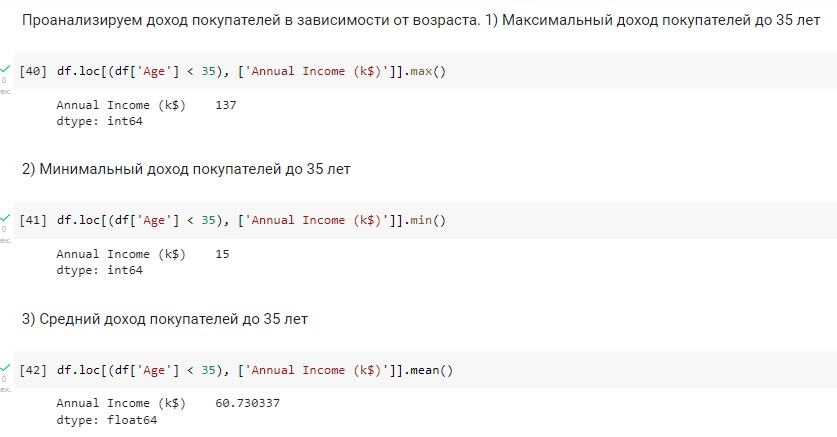 Проанализируем доход покупателей в зависимости от возраста. 1) Максимальный доход покупателей до 35 лет
[40] df.loc[(df['Age'] < 35), ['Annual Income (k$)']].max()
0
ек.
Annual Income (k$) 137
dtype: int64
2) Минимальный доход покупателей до 35 лет
[41] df.loc[(df['Age'] < 35), ['Annual Income (k$)']].min()
0
ек.
Annual Income (k$) 15
dtype: int64
3) Средний доход покупателей до 35 лет
[42] df.loc[(df['Age'] < 35), ['Annual Income (k$)']].mean()
0
ек.
Annual Income (k$) 60.730337
dtype: float64